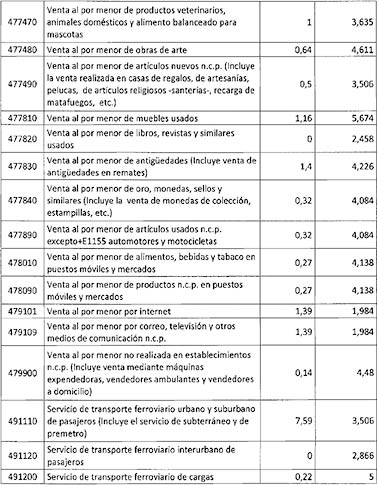 Venta al por menor de productos veterinarios,
477470 animales domésticos y alimento balanceado para 1 3,635
mascotas
477480 Venta al por menor de obras de arte 0,64 4,611
Venta al por menor de artículos nuevos n.c.p. (Incluye
477490 la venta realizada en casas de regalos, de artesanías, 0,5 3,506
pelucas, de artículos religiosos -santerías-, recarga de
matafuegos, etc.)
477810 Venta al por menor de muebles usados 1,16 5,674
477820 Venta al por menor de libros, revistas y similares 0 2,458
usados
477830 Venta al por menor de antigüedades (Incluye venta de 1,4 4,226
antigüedades en remates)
Venta al por menor de oro, monedas, sellos y
477840 similares (Incluye la venta de monedas de colección, 0,32 4,084
estampillas, etc.)
477890 Venta al por menor de artículos usados n.c.p. 0,32 4,084
excepto+E1155 automotores y motocicletas
478010 Venta al por menor de alimentos, bebidas y tabaco en 0,27 4,138
puestos móviles y mercados
478090 Venta al por menor de productos n.c.p. en puestos 0,27 4,138
móviles y mercados
479101 Venta al por menor por internet 1,39 1,984
479109 Venta al por menor por correo, televisión y otros 1,39 1,984
medios de comunicación n.c.p.
Venta al por menor no realizada en establecimientos
479900 n.c.p. (Incluye venta mediante máquinas 0,14 4,48
expendedoras, vendedores ambulantes y vendedores
a domicilio)
Servicio de transporte ferroviario urbano y suburbano
491110 de pasajeros (Incluye el servicio de subterráneo y de 7,59 3,506
premetro)
491120 Servicio de transporte ferroviario interurbano de 0 2,866
pasajeros
491200 Servicio de transporte ferroviario de cargas 0,22 5